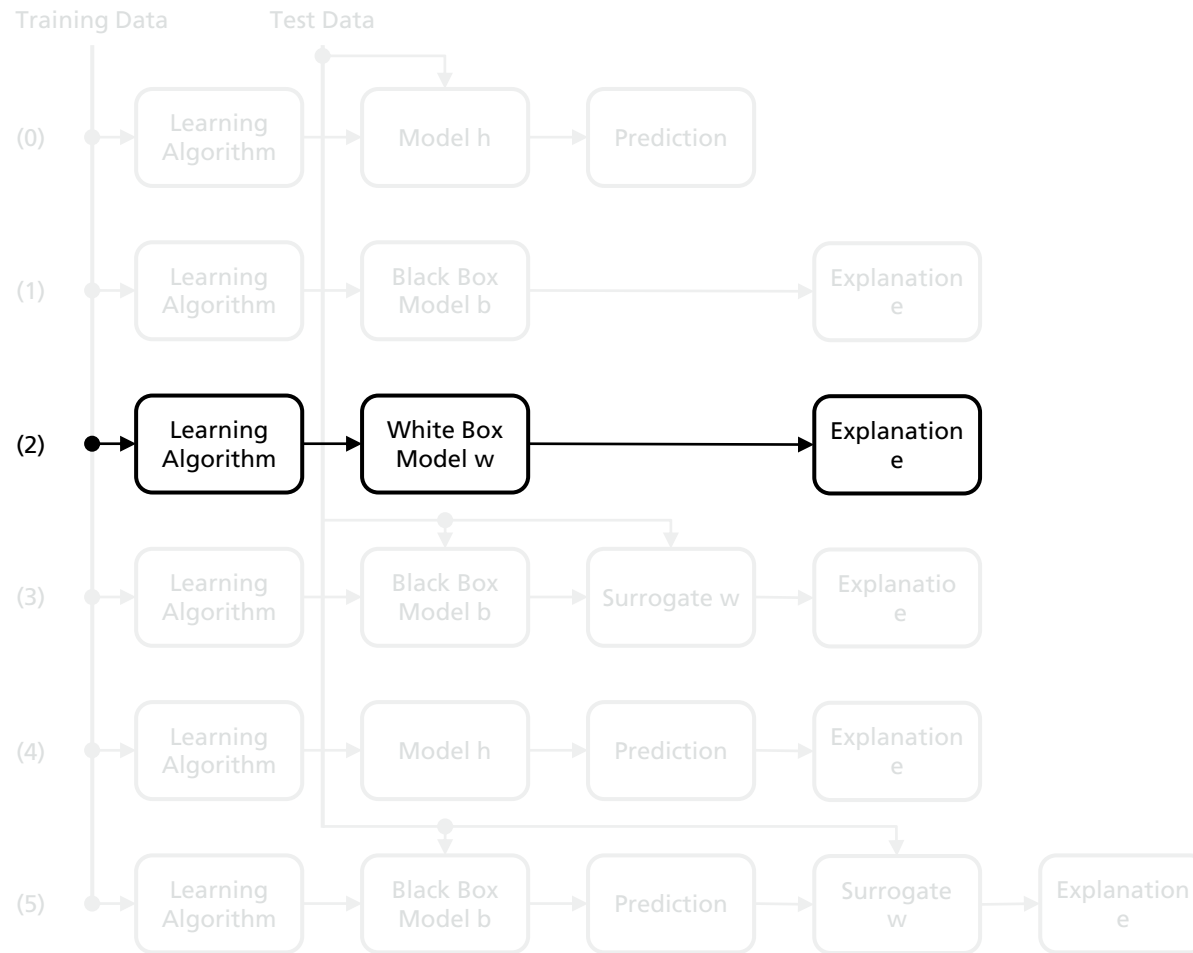 Training Data
Test Data
(0)
Learning
Algorithm
Model h
Prediction
(1)
Learning
Algorithm
Black Box
Model b
Explanation
e
(2)
Learning
Algorithm
White Box
Model w
Explanation
e
(3)
Learning
Algorithm
Black Box
Model b
Surrogate w
Explanatio
e
(4)
Learning
Algorithm
Model h
Prediction
Explanation
e
(5)
Learning
Algorithm
Black Box
Model b
Prediction
Surrogate
w
Explanation
e